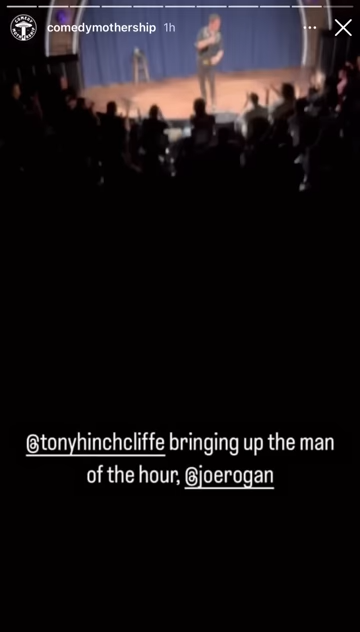 comedymothership 1h
@tonyhinchcliffe bringing up the man
of the hour, @joerogan